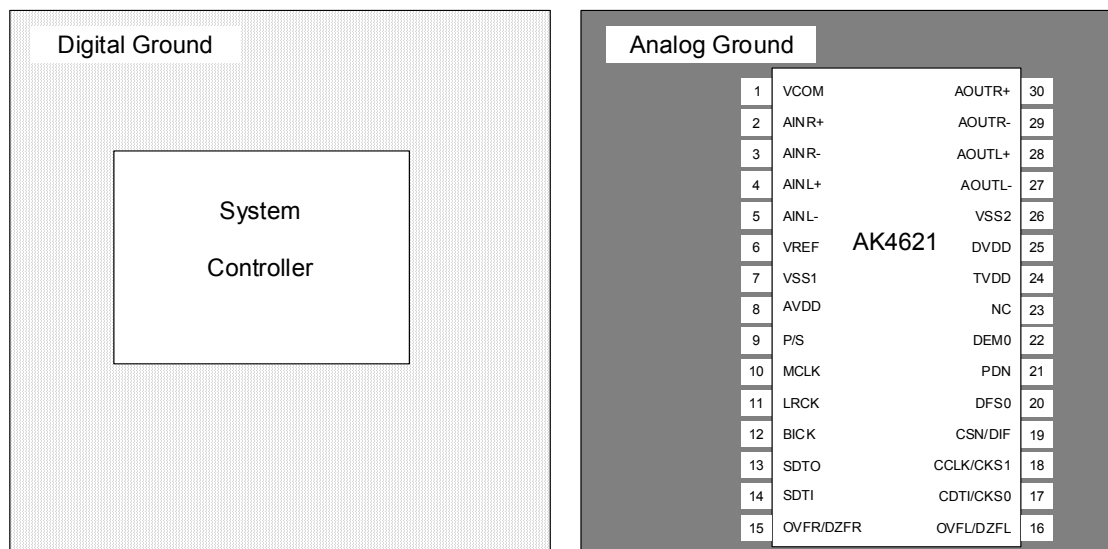 Digital Ground
Analog Ground
System
Controller
AK4621
1 VCOM AOUTR+ 30
2 AINR+ AOUTR- 29
3 AINR- AOUTL+ 28
4 AINL+ AOUTL- 27
5 AINL- VSS2 26
6 VREF DVDD 25
7 VSS1 TVDD 24
8 AVDD NC 23
9 P/S DEM0 22
10 MCLK PDN 21
11 LRCK DFS0 20
12 BICK CSN/DIF 19
13 SDTO CCLK/CKS1 18
14 SDTI CDTI/CKS0 17
15 OVFR/DZFR OVFL/DZFL 16